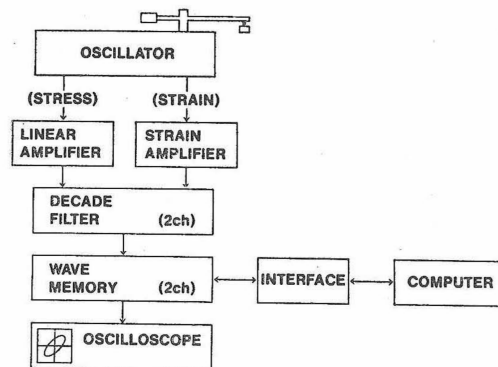 OSCILLATOR
(STRESS) (STRAIN)
LINEAR AMPLIFIER
STRAIN AMPLIFIER
DECADE
FILTER (2ch)
WAVE
MEMORY (2ch)
INTERFACE
COMPUTER
OSCILLOSCOPE